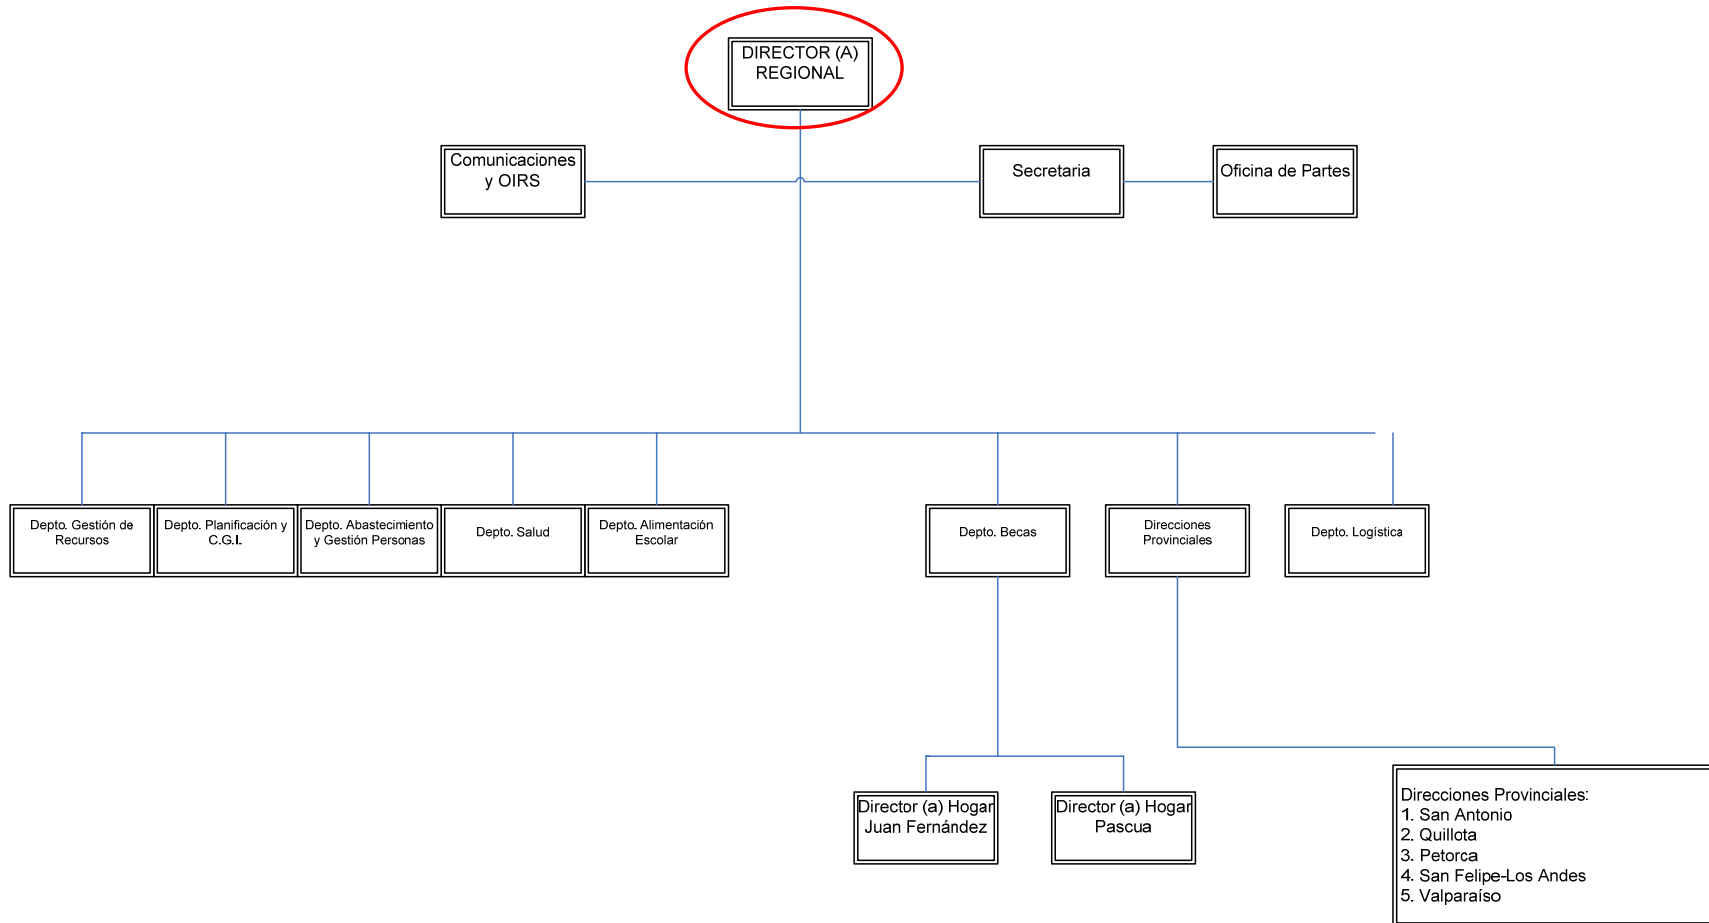 DIRECTOR (A)
REGIONAL
Comunicaciones
y OIRS
Secretaria
Oficina de Partes
Depto. Gestión de
Recursos
Depto. Planificación y
C.G.I.
Depto. Abastecimiento
y Gestión Personas
Depto. Salud
Depto. Alimentación
Escolar
Depto. Becas
Direcciones
Provinciales
Depto. Logística
Director (a) Hogar
Juan Fernández
Director (a) Hogar
Pascua
Direcciones Provinciales:
1. San Antonio
2. Quillota
3. Petorca
4. San Felipe-Los Andes
5. Valparaíso